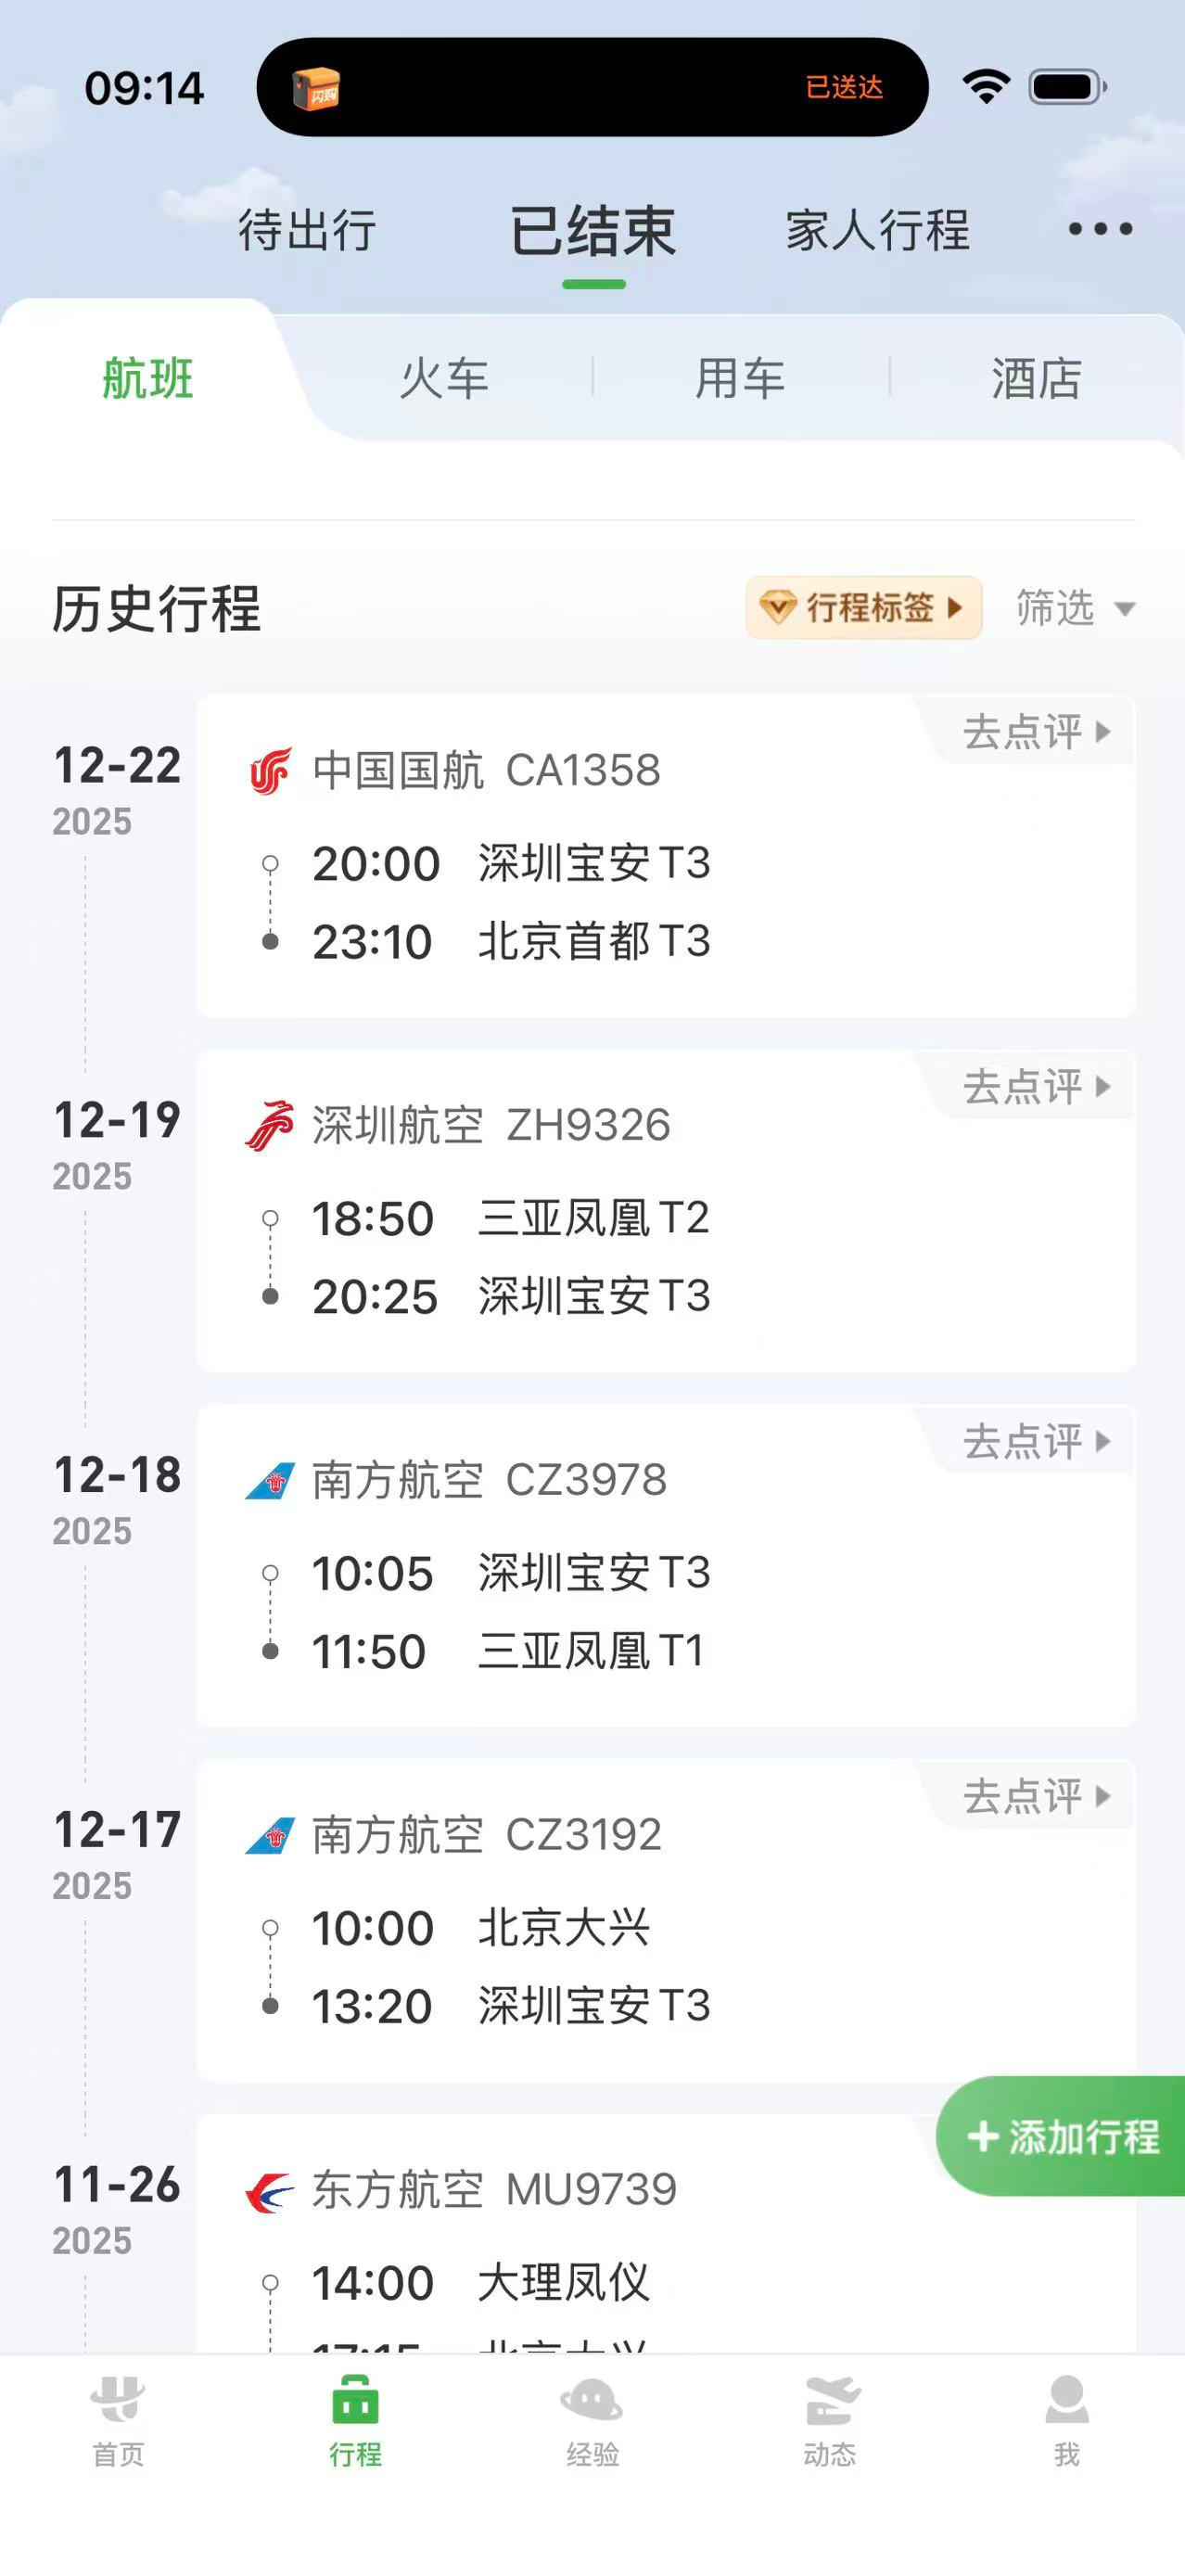 09:14
闪购
已送达
待出行 已结束 家人行程
航班 火车 用车 酒店
历史行程 行程标签 筛选
12-22
2025
去点评
中国国航 CA1358
20:00 深圳宝安T3
23:10 北京首都T3
12-19
2025
去点评
深圳航空 ZH9326
18:50 三亚凤凰T2
20:25 深圳宝安T3
12-18
2025
去点评
南方航空 CZ3978
10:05 深圳宝安T3
11:50 三亚凤凰T1
12-17
2025
去点评
南方航空 CZ3192
10:00 北京大兴
13:20 深圳宝安T3
+ 添加行程
11-26
2025
东方航空 MU9739
14:00 大理凤仪
17:15 北京大兴
首页 行程 经验 动态 我